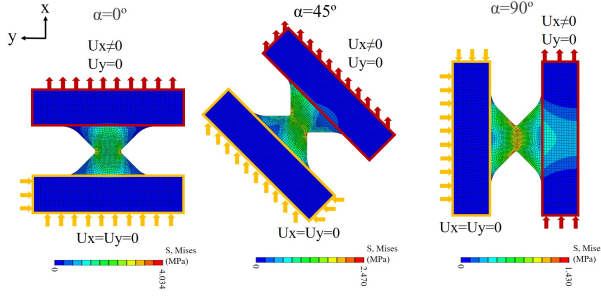 x
y
α=0º
Ux≠0
Uy=0
Ux=Uy=0
S, Mises
(MPa)
0
4.034
α=45º
Ux≠0
Uy=0
Ux=Uy=0
S, Mises
(MPa)
0
2.470
α=90º
Ux≠0
Uy=0
Ux=Uy=0
S, Mises
(MPa)
0
1.430